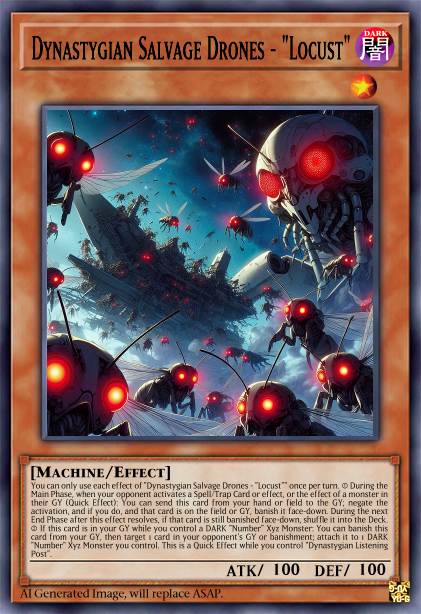 Dynastygian Salvage Drones - "Locust"
DARK
闇
[Machine/Effect]
You can only use each effect of "Dynastygian Salvage Drones - "Locust"" once per turn. ① During the
Main Phase, when your opponent activates a Spell/Trap Card or effect, or the effect of a monster in
their GY (Quick Effect): You can send this card from your hand or field to the GY; negate the
activation, and if you do, and that card is on the field or GY, banish it face-down. During the next
End Phase after this effect resolves, if that card is still banished face-down, shuffle it into the Deck.
② If this card is in your GY while you control a DARK "Number" Xyz Monster: You can banish this
card from your GY, then target 1 card in your opponent's GY or banishment; attach it to 1 DARK
"Number" Xyz Monster you control. This is a Quick Effect while you control "Dynastygian Listening
Post".
ATK/ 100 DEF/ 100
AI Generated Image, will replace ASAP.